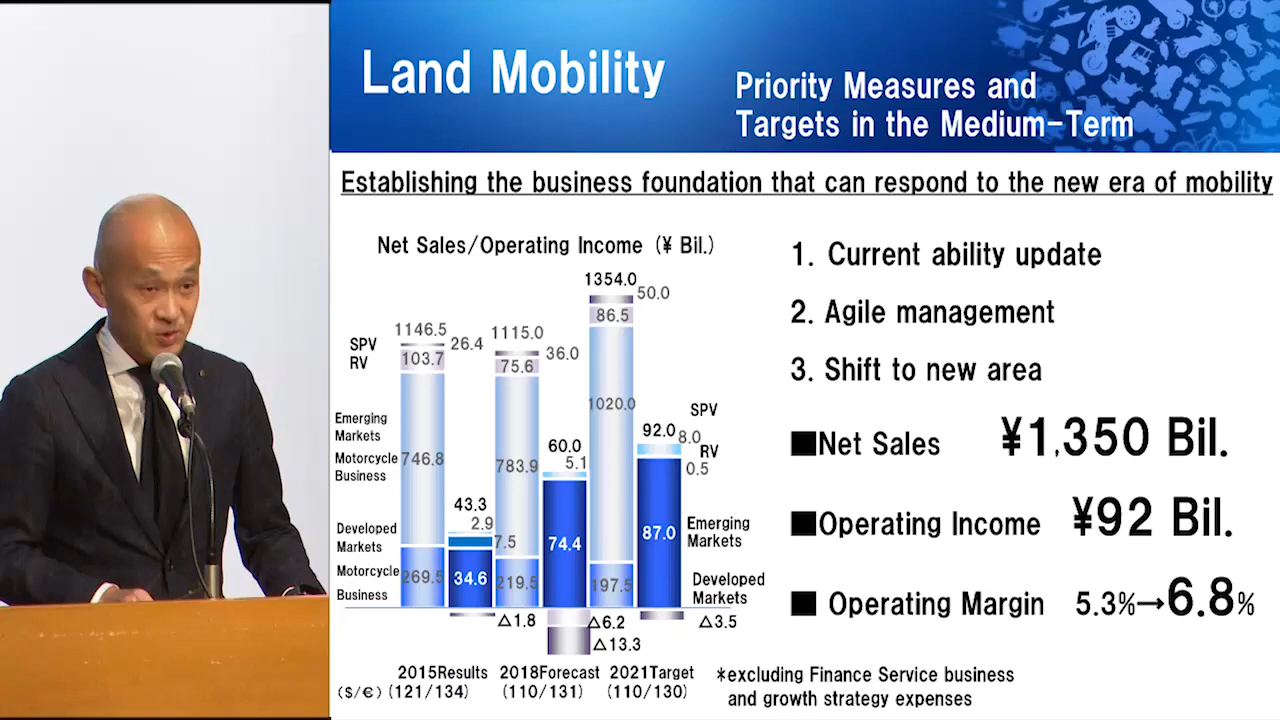 Land Mobility
Priority Measures and
Targets in the Medium-Term
Establishing the business foundation that can respond to the new era of mobility
Net Sales/Operating Income (¥ Bil.)
1354.0
50.0
86.5
1146.5
1115.0
SPV
26.4
36.0
RV
103.7
75.6
1020.0
SPV
Emerging
Markets
92.0
8.0
60.0
RV
Motorcycle
746.8
783.9
5.1
0.5
Business
43.3
2.9
Developed
Markets
7.5
74.4
87.0
Emerging
Markets
Motorcycle
269.5
34.6
219.5
197.5
Developed
Markets
Business
△1.8
△6.2
△3.5
△13.3
2015Results
2018Forecast
2021Target
($/€)
(121/134)
(110/131)
(110/130)
1. Current ability update
2. Agile management
3. Shift to new area
■Net Sales ¥1,350 Bil.
■Operating Income ¥92 Bil.
■ Operating Margin 5.3%→6.8%
*excluding Finance Service business
and growth strategy expenses